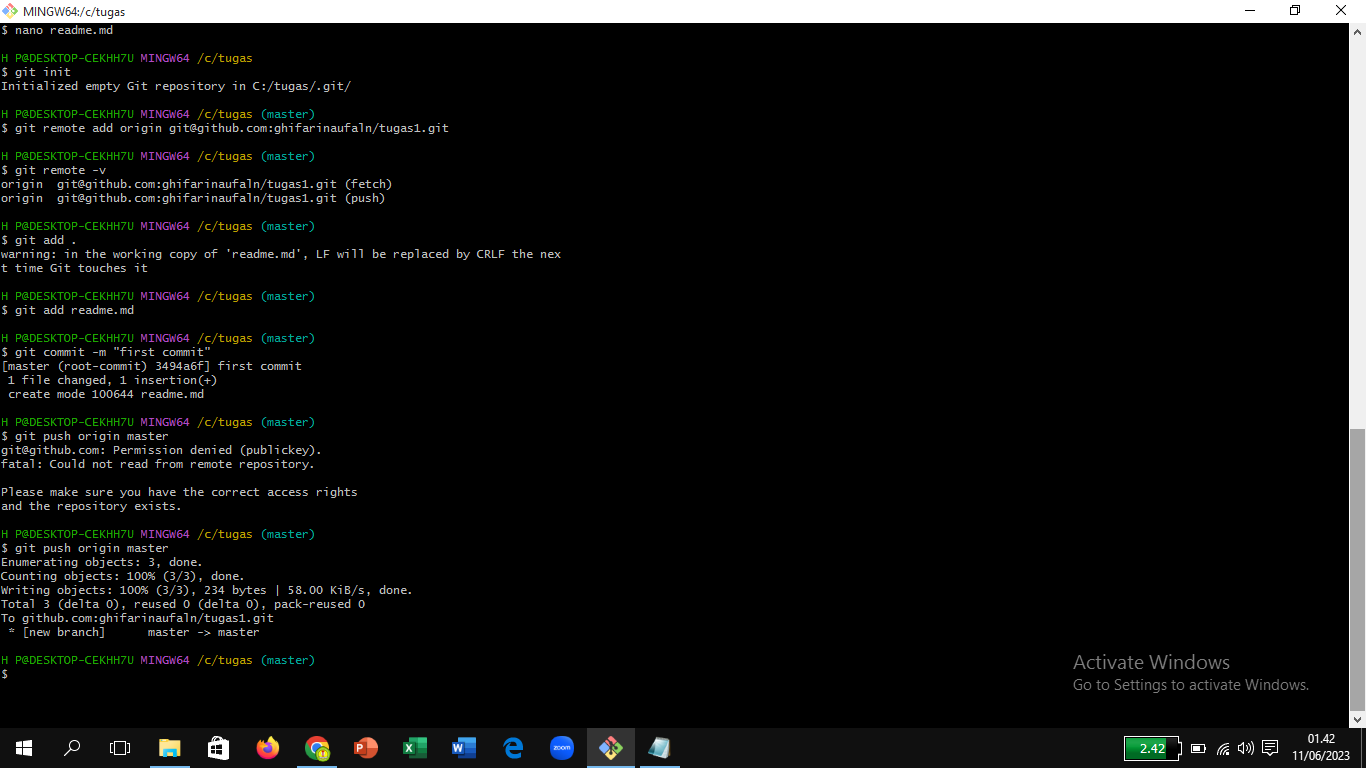 MINGW64:/c/tugas
$ nano readme.md
H P@DESKTOP-CEKHH7U MINGW64 /c/tugas
$ git init
Initialized empty Git repository in C:/tugas/.git/
H P@DESKTOP-CEKHH7U MINGW64 /c/tugas (master)
$ git remote add origin git@github.com:ghifarinaufaln/tugas1.git
H P@DESKTOP-CEKHH7U MINGW64 /c/tugas (master)
$ git remote -v
origin  git@github.com:ghifarinaufaln/tugas1.git (fetch)
origin  git@github.com:ghifarinaufaln/tugas1.git (push)
H P@DESKTOP-CEKHH7U MINGW64 /c/tugas (master)
$ git add .
warning: in the working copy of 'readme.md', LF will be replaced by CRLF the nex
t time Git touches it
H P@DESKTOP-CEKHH7U MINGW64 /c/tugas (master)
$ git add readme.md
H P@DESKTOP-CEKHH7U MINGW64 /c/tugas (master)
$ git commit -m "first commit"
[master (root-commit) 3494a6f] first commit
 1 file changed, 1 insertion(+)
 create mode 100644 readme.md
H P@DESKTOP-CEKHH7U MINGW64 /c/tugas (master)
$ git push origin master
git@github.com: Permission denied (publickey).
fatal: Could not read from remote repository.
Please make sure you have the correct access rights
and the repository exists.
H P@DESKTOP-CEKHH7U MINGW64 /c/tugas (master)
$ git push origin master
Enumerating objects: 3, done.
Counting objects: 100% (3/3), done.
Writing objects: 100% (3/3), 234 bytes | 58.00 KiB/s, done.
Total 3 (delta 0), reused 0 (delta 0), pack-reused 0
To github.com:ghifarinaufaln/tugas1.git
 * [new branch]      master -> master
H P@DESKTOP-CEKHH7U MINGW64 /c/tugas (master)
$
Activate Windows
Go to Settings to activate Windows.
zoom
2.42
01.42
11/06/2023